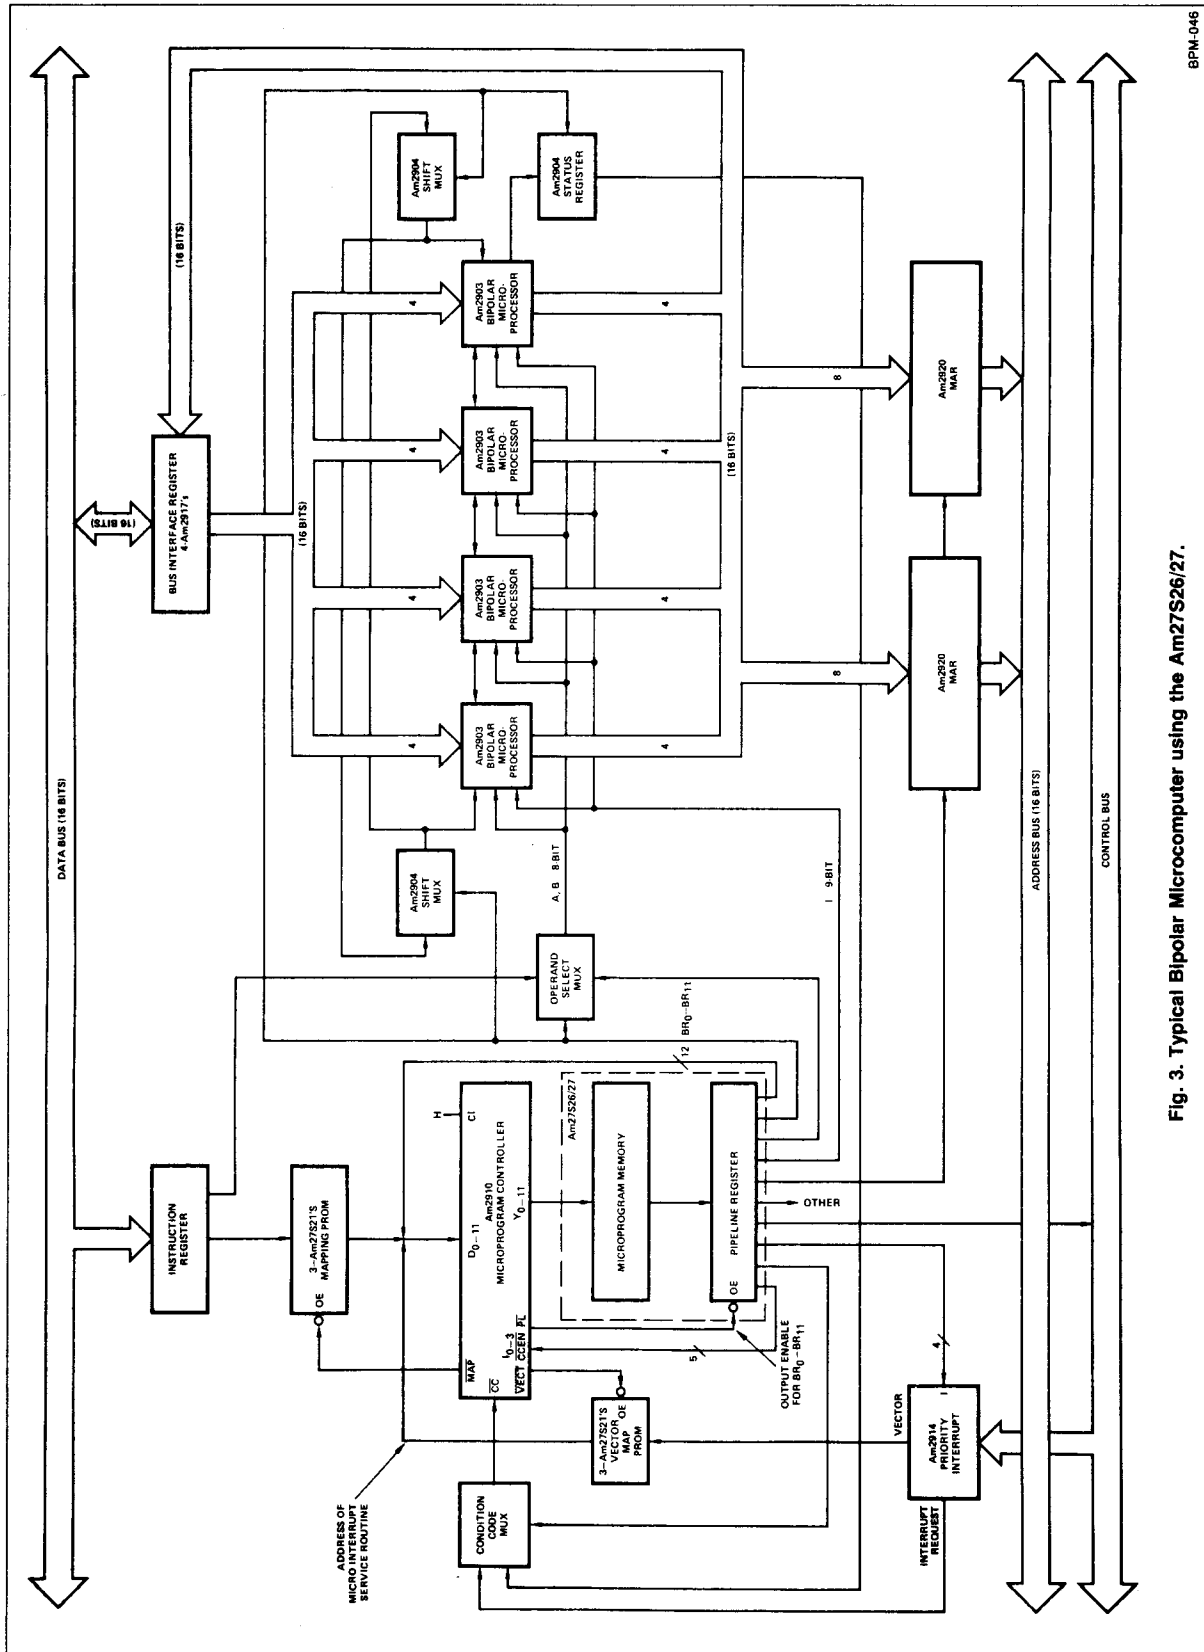 DATA BUS (16 BITS)
INSTRUCTION
REGISTER
(16 BITS)
BUS INTERFACE REGISTER
4-Am2917's
(16 BITS)
3–Am27S21'S
MAPPING PROM
OE
(16 BITS)
Am2904
SHIFT
MUX
Am2904
SHIFT
MUX
4
4
4
4
Am2903
BIPOLAR
MICRO-
PROCESSOR
Am2903
BIPOLAR
MICRO-
PROCESSOR
Am2903
BIPOLAR
MICRO-
PROCESSOR
Am2903
BIPOLAR
MICRO-
PROCESSOR
Am2904
STATUS
REGISTER
4
4
4
4
ADDRESS OF
MICRO INTERRUPT
SERVICE ROUTINE
CONDITION
CODE
MUX
MAP
CC
D0–11
H
CI
Am2910
MICROPROGRAM CONTROLLER
VECT CCEN PL
I0–3
Y0–11
OPERAND
SELECT
MUX
A, B 8-BIT
3–Am27S21'S
VECTOR
MAP
PROM
OE
5
Am27S26/27
MICROPROGRAM MEMORY
12
BR0–BR11
OE
PIPELINE REGISTER
OUTPUT ENABLE
FOR BR0–BR11
OTHER
I 9-BIT
(16 BITS)
8
8
VECTOR
4
INTERRUPT
REQUEST
I
Am2914
PRIORITY
INTERRUPT
Am2920
MAR
Am2920
MAR
ADDRESS BUS (16 BITS)
CONTROL BUS
BPM-046
Fig. 3. Typical Bipolar Microcomputer using the Am27S26/27.